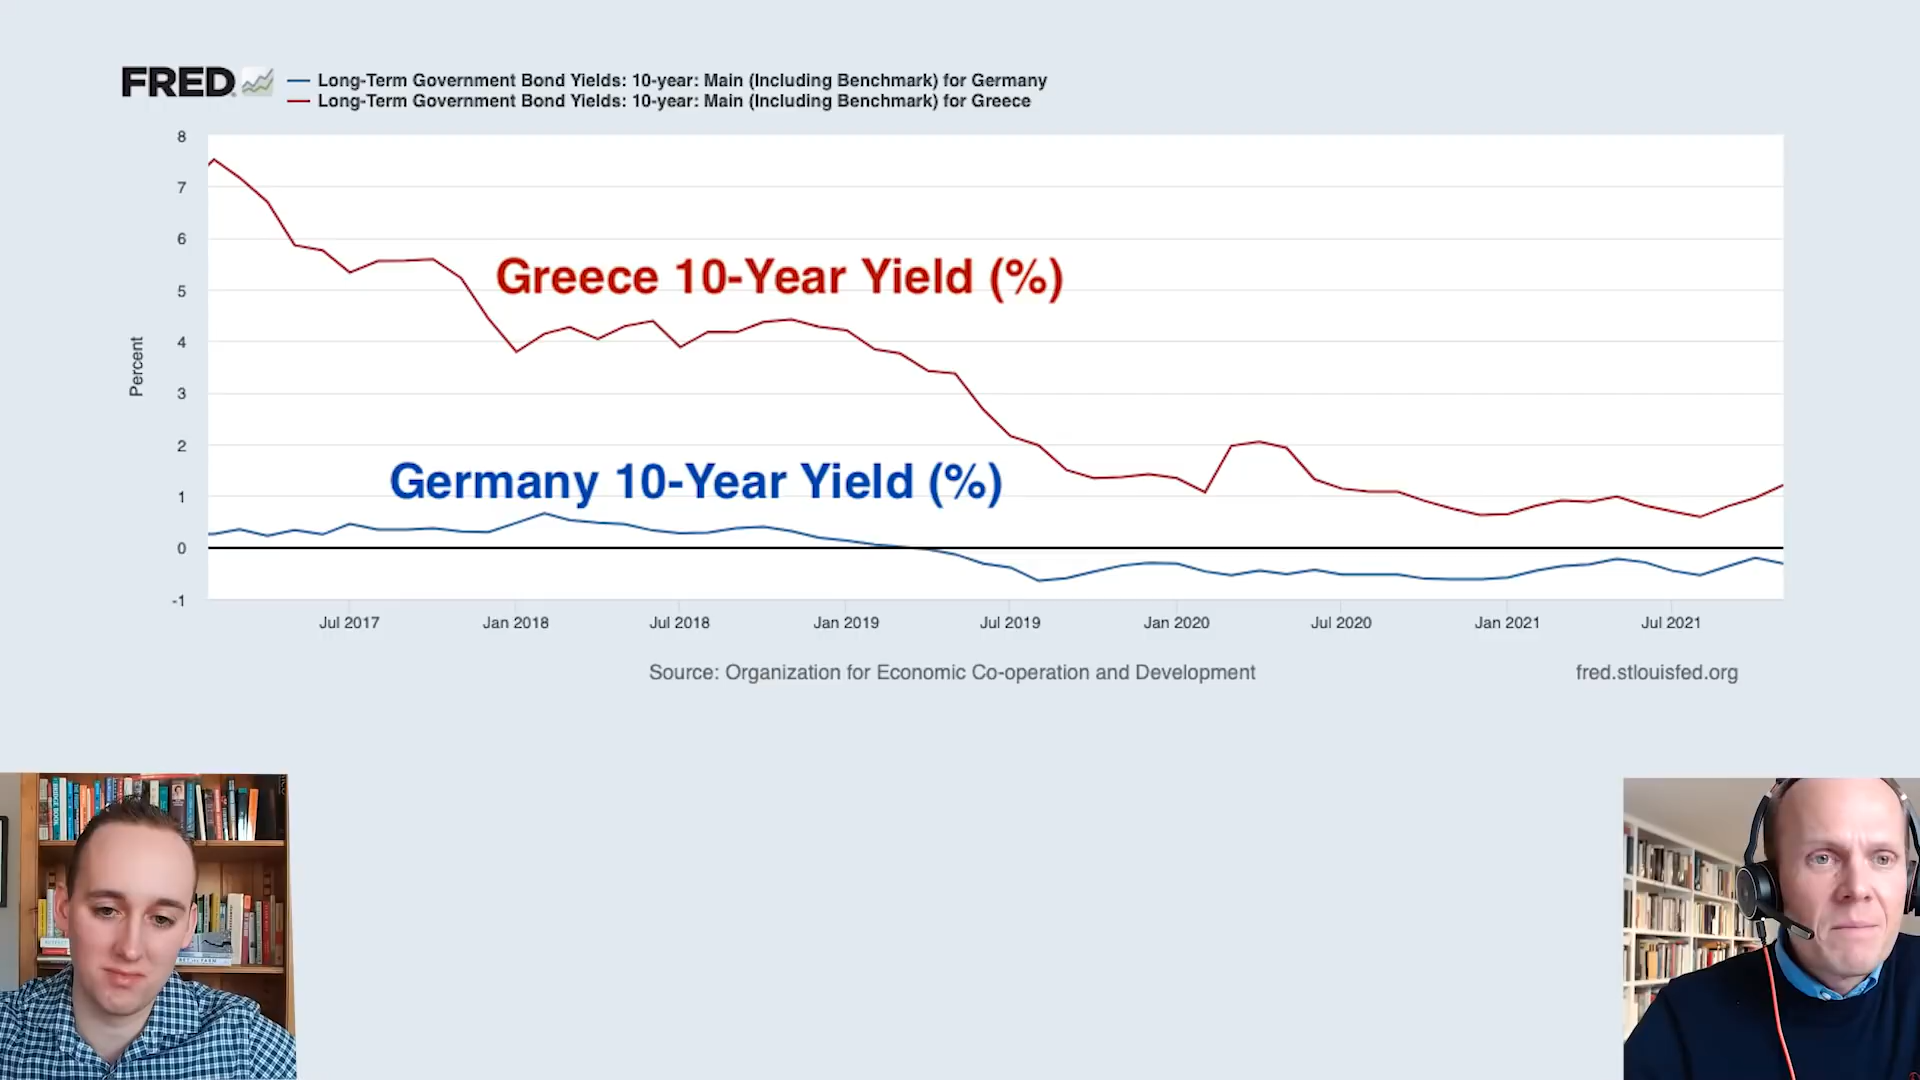 FRED
Long-Term Government Bond Yields: 10-year: Main (Including Benchmark) for Germany
Long-Term Government Bond Yields: 10-year: Main (Including Benchmark) for Greece
8
7
6
5
4
3
2
1
0
-1
Percent
Greece 10-Year Yield (%)
Germany 10-Year Yield (%)
Jul 2017
Jan 2018
Jul 2018
Jan 2019
Jul 2019
Jan 2020
Jul 2020
Jan 2021
Jul 2021
Source: Organization for Economic Co-operation and Development
fred.stlouisfed.org